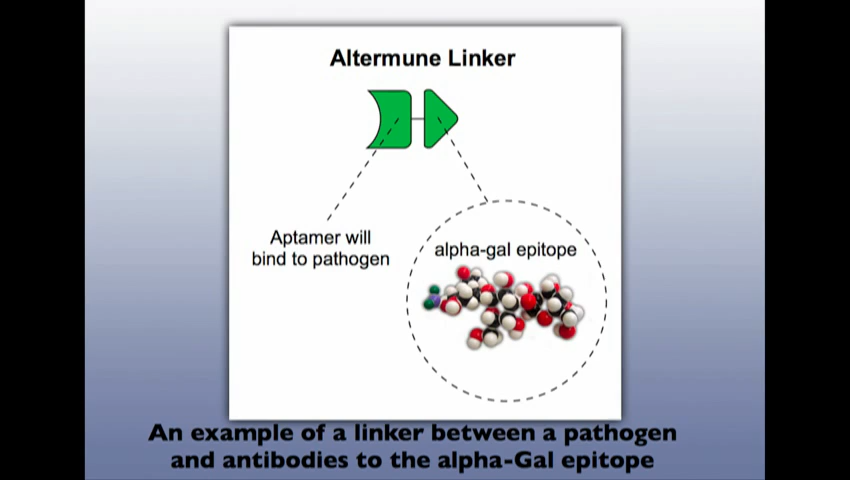 Altermune Linker
Aptamer will
bind to pathogen
alpha-gal epitope
An example of a linker between a pathogen
and antibodies to the alpha-Gal epitope